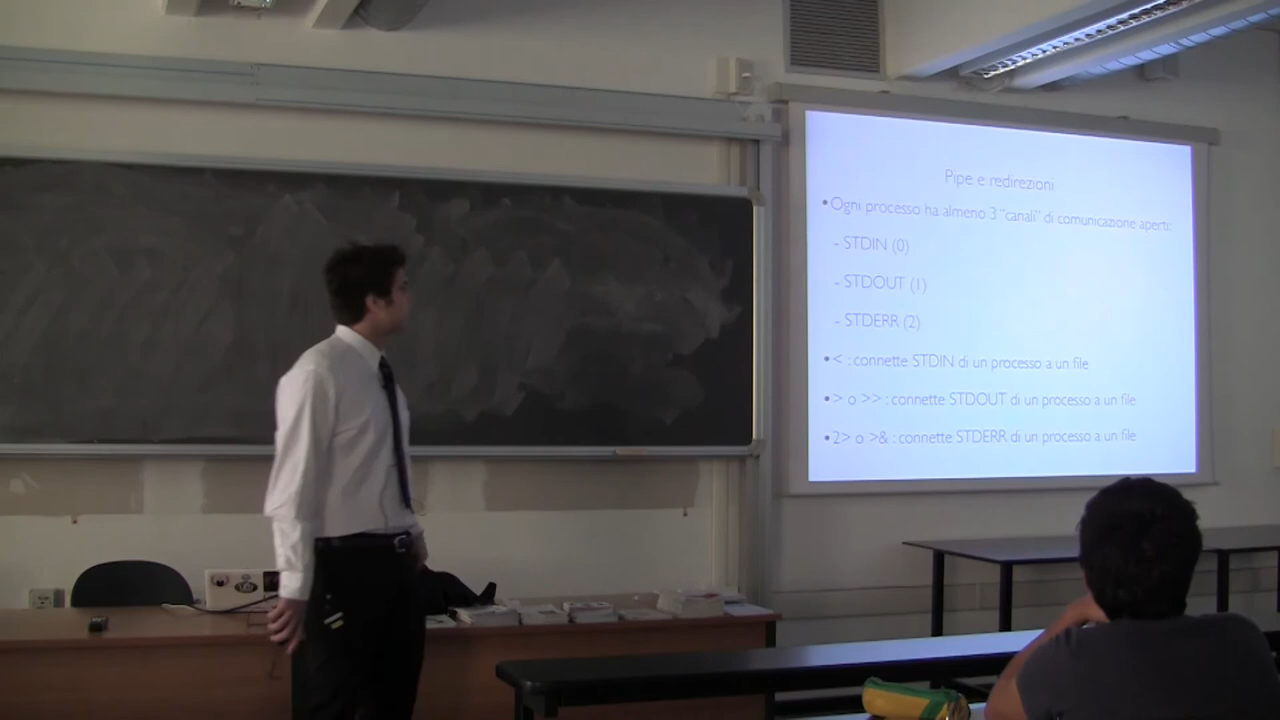 Pipe e redirezioni
•Ogni processo ha almeno 3 "canali" di comunicazione aperti:
- STDIN (0)
- STDOUT (1)
- STDERR (2)
•< : connette STDIN di un processo a un file
•> o >> : connette STDOUT di un processo a un file
•2> o >& : connette STDERR di un processo a un file